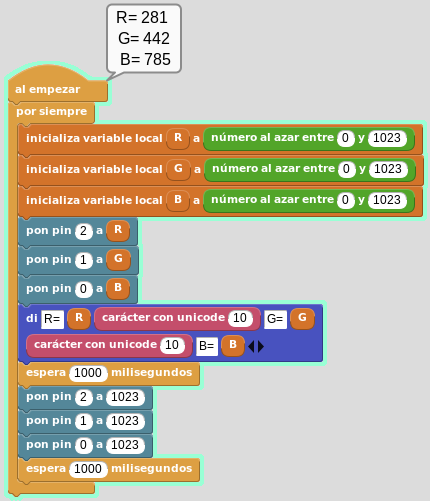 R= 281
G= 442
B= 785
al empezar
por siempre
inicializa variable local R a número al azar entre 0 y 1023
inicializa variable local G a número al azar entre 0 y 1023
inicializa variable local B a número al azar entre 0 y 1023
pon pin 2 a R
pon pin 1 a G
pon pin 0 a B
di R= R carácter con unicode 10 G= G
carácter con unicode 10 B= B
espera 1000 milisegundos
pon pin 2 a 1023
pon pin 1 a 1023
pon pin 0 a 1023
espera 1000 milisegundos